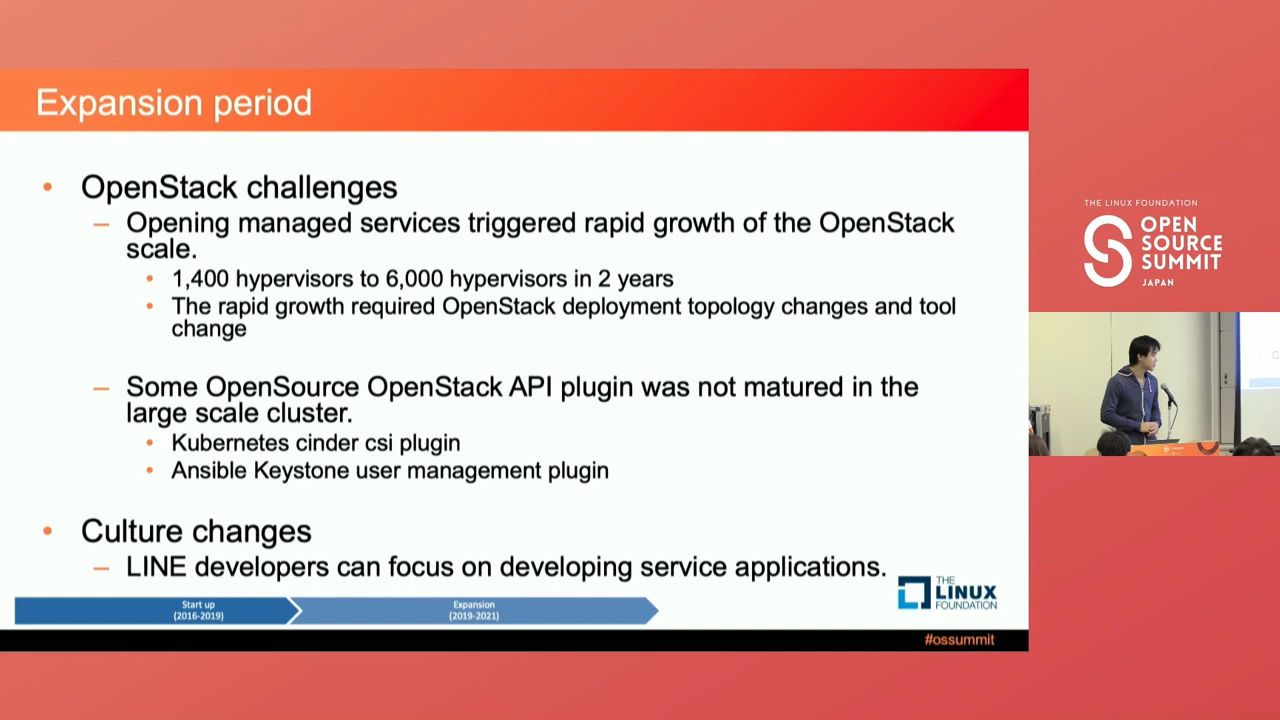 Expansion period
• OpenStack challenges
– Opening managed services triggered rapid growth of the OpenStack
scale.
• 1,400 hypervisors to 6,000 hypervisors in 2 years
• The rapid growth required OpenStack deployment topology changes and tool
change
– Some OpenSource OpenStack API plugin was not matured in the
large scale cluster.
• Kubernetes cinder csi plugin
• Ansible Keystone user management plugin
• Culture changes
– LINE developers can focus on developing service applications.
Start up
(2016-2019)
Expansion
(2019-2021)
THE
LINUX
FOUNDATION
#ossummit
THE LINUX FOUNDATION
OPEN
SOURCE
SUMMIT
JAPAN